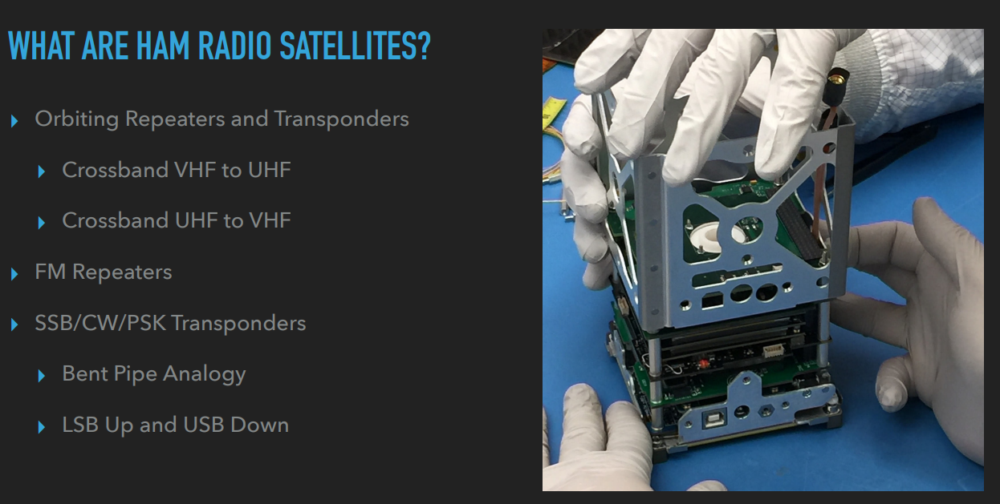 WHAT ARE HAM RADIO SATELLITES?
Orbiting Repeaters and Transponders
Crossband VHF to UHF
Crossband UHF to VHF
FM Repeaters
SSB/CW/PSK Transponders
Bent Pipe Analogy
LSB Up and USB Down